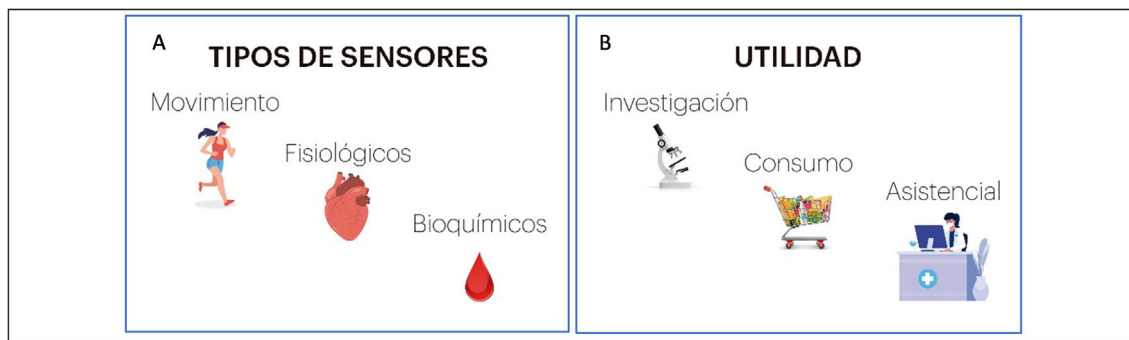 A
TIPOS DE SENSORES
Movimiento
Fisiológicos
Bioquímicos
B
UTILIDAD
Investigación
Consumo
Asistencial